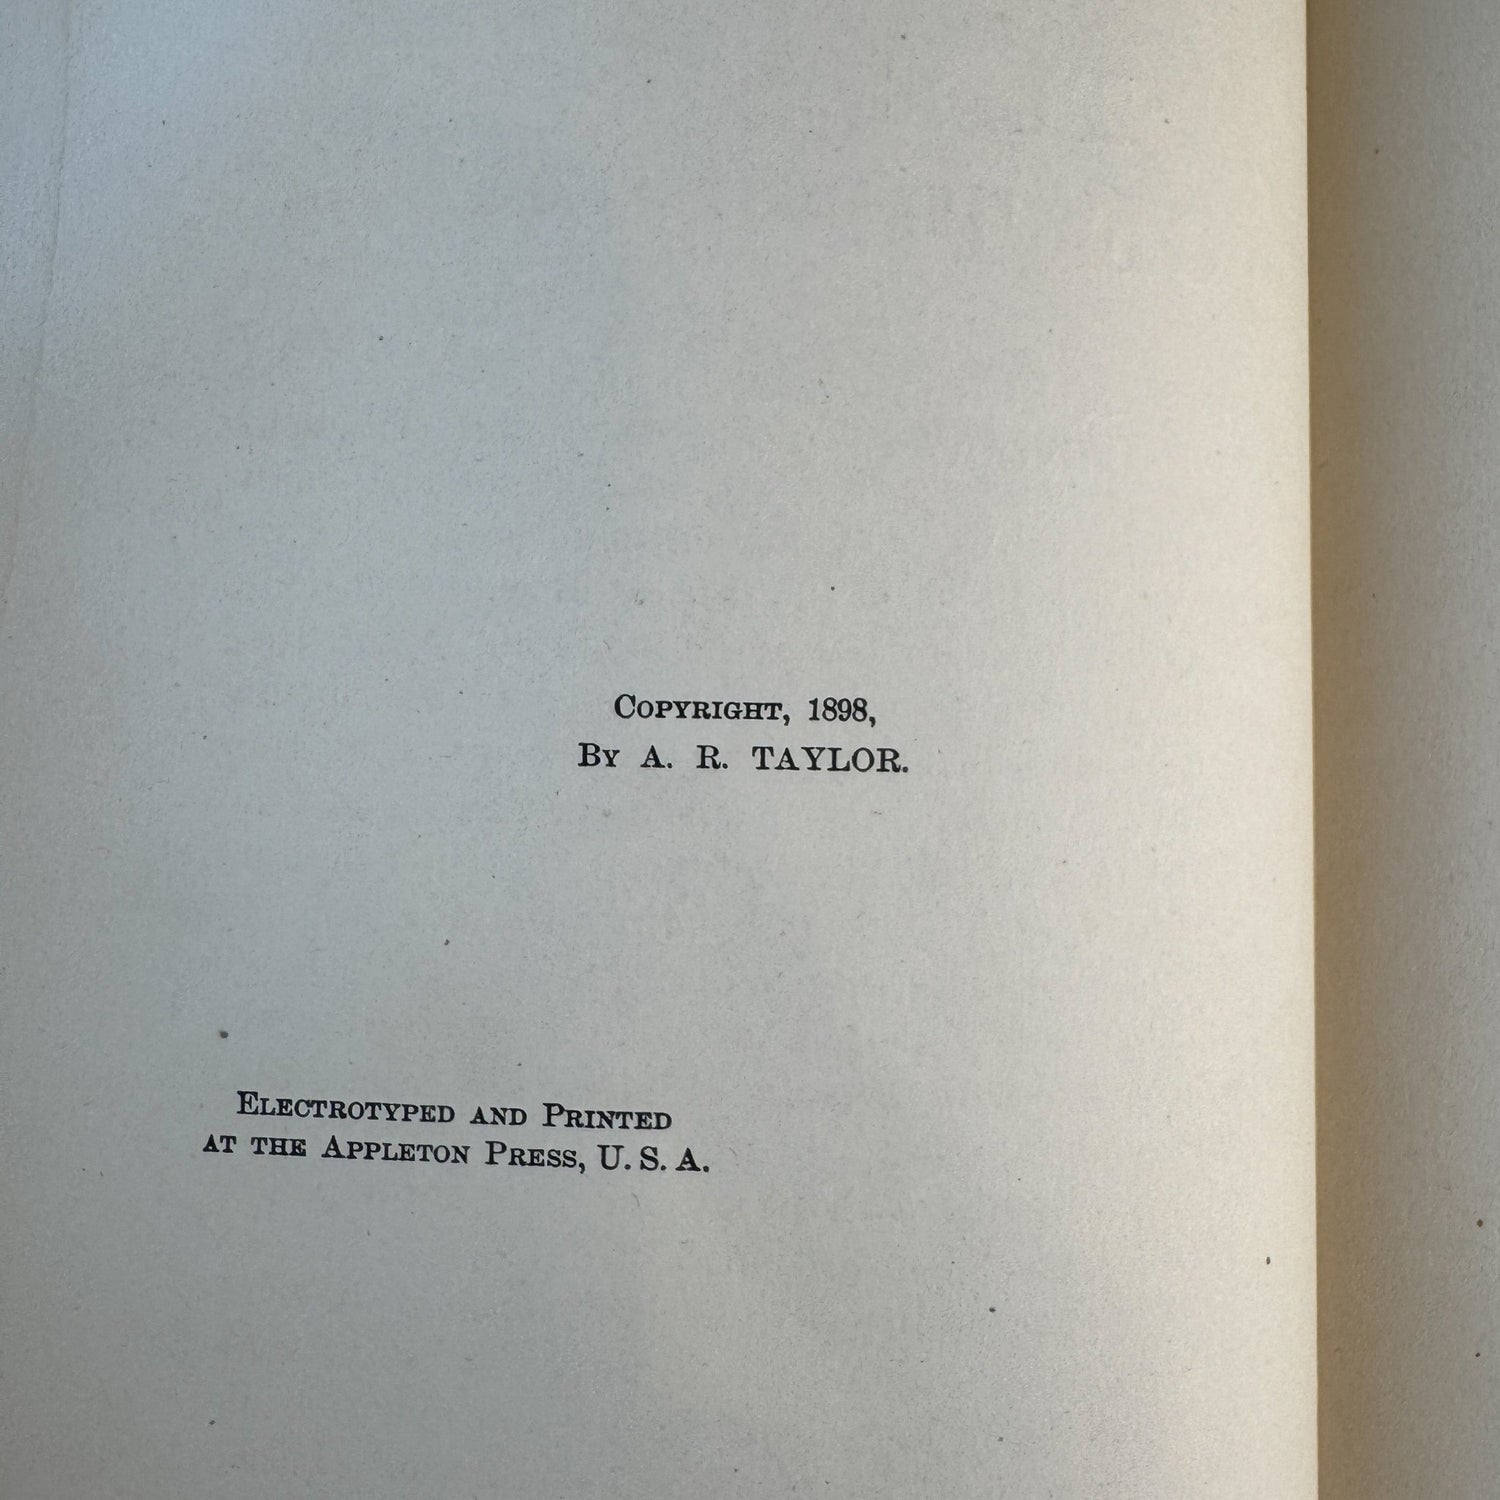 Copyright, 1898,
By A. R. TAYLOR.
Electrotyped and Printed
at the Appleton Press, U. S. A.